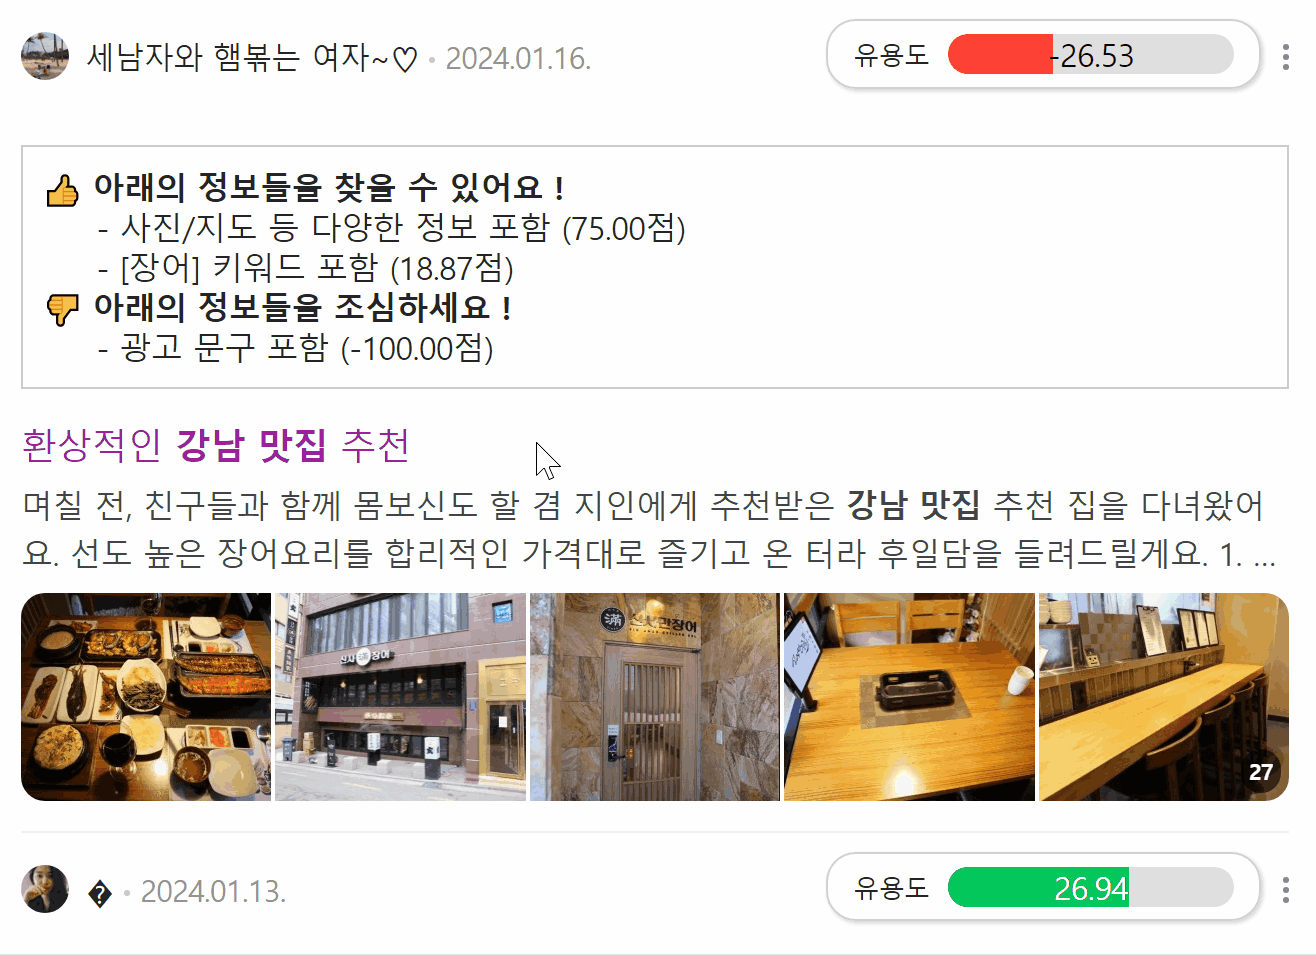 세남자와 햄볶는 여자~♡ • 2024.01.16.
유용도 -26.53
👍 아래의 정보들을 찾을 수 있어요 !
- 사진/지도 등 다양한 정보 포함 (75.00점)
- [장어] 키워드 포함 (18.87점)
👎 아래의 정보들을 조심하세요 !
- 광고 문구 포함 (-100.00점)
환상적인 강남 맛집 추천
며칠 전, 친구들과 함께 몸보신도 할 겸 지인에게 추천받은 강남 맛집 추천 집을 다녀왔어
요. 선도 높은 장어요리를 합리적인 가격대로 즐기고 온 터라 후일담을 들려드릴게요. 1. ...
滿 신사만장어
27
� • 2024.01.13.
유용도 26.94